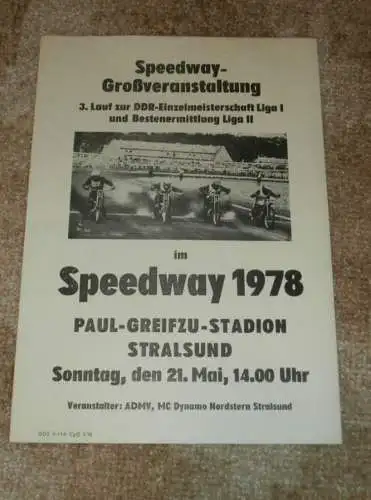 Speedway-
Großveranstaltung
3. Lauf zur DDR-Einzelmeisterschaft Liga I
und Bestenermittlung Liga II
im
Speedway 1978
PAUL-GREIFZU-STADION
STRALSUND
Sonntag, den 21. Mai, 14.00 Uhr
Veranstalter: ADMV, MC Dynamo Nordstern Stralsund